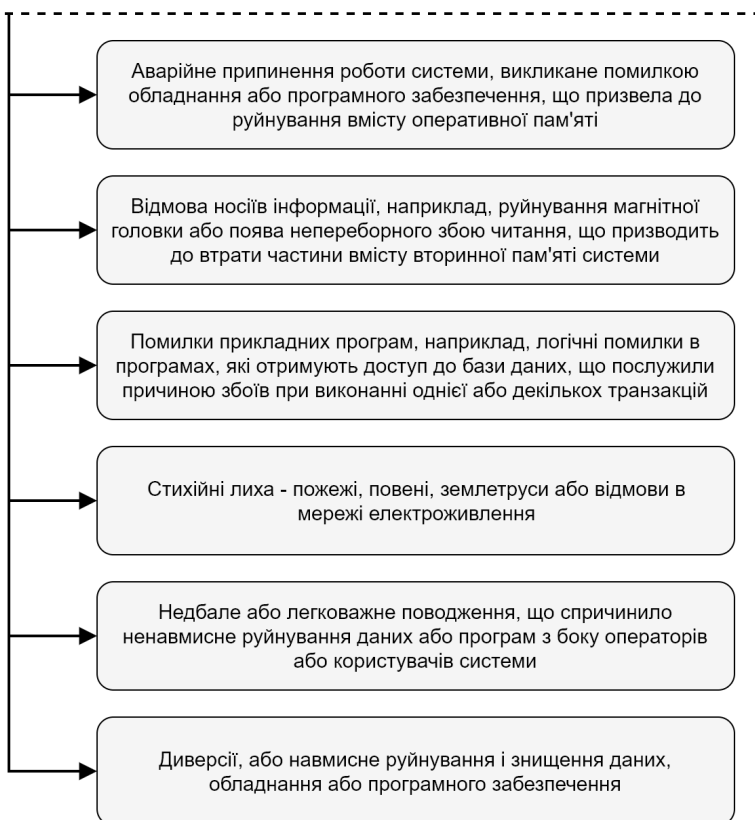 Аварійне припинення роботи системи, викликане помилкою
обладнання або програмного забезпечення, що призвела до
руйнування вмісту оперативної пам'яті
Відмова носіїв інформації, наприклад, руйнування магнітної
головки або поява непереборного збою читання, що призводить
до втрати частини вмісту вторинної пам'яті системи
Помилки прикладних програм, наприклад, логічні помилки в
програмах, які отримують доступ до бази даних, що послужили
причиною збоїв при виконанні однієї або декількох транзакцій
Стихійні лиха - пожежі, повені, землетруси або відмови в
мережі електроживлення
Недбале або легковажне поводження, що спричинило
ненавмисне руйнування даних або програм з боку операторів
або користувачів системи
Диверсії, або навмисне руйнування і знищення даних,
обладнання або програмного забезпечення